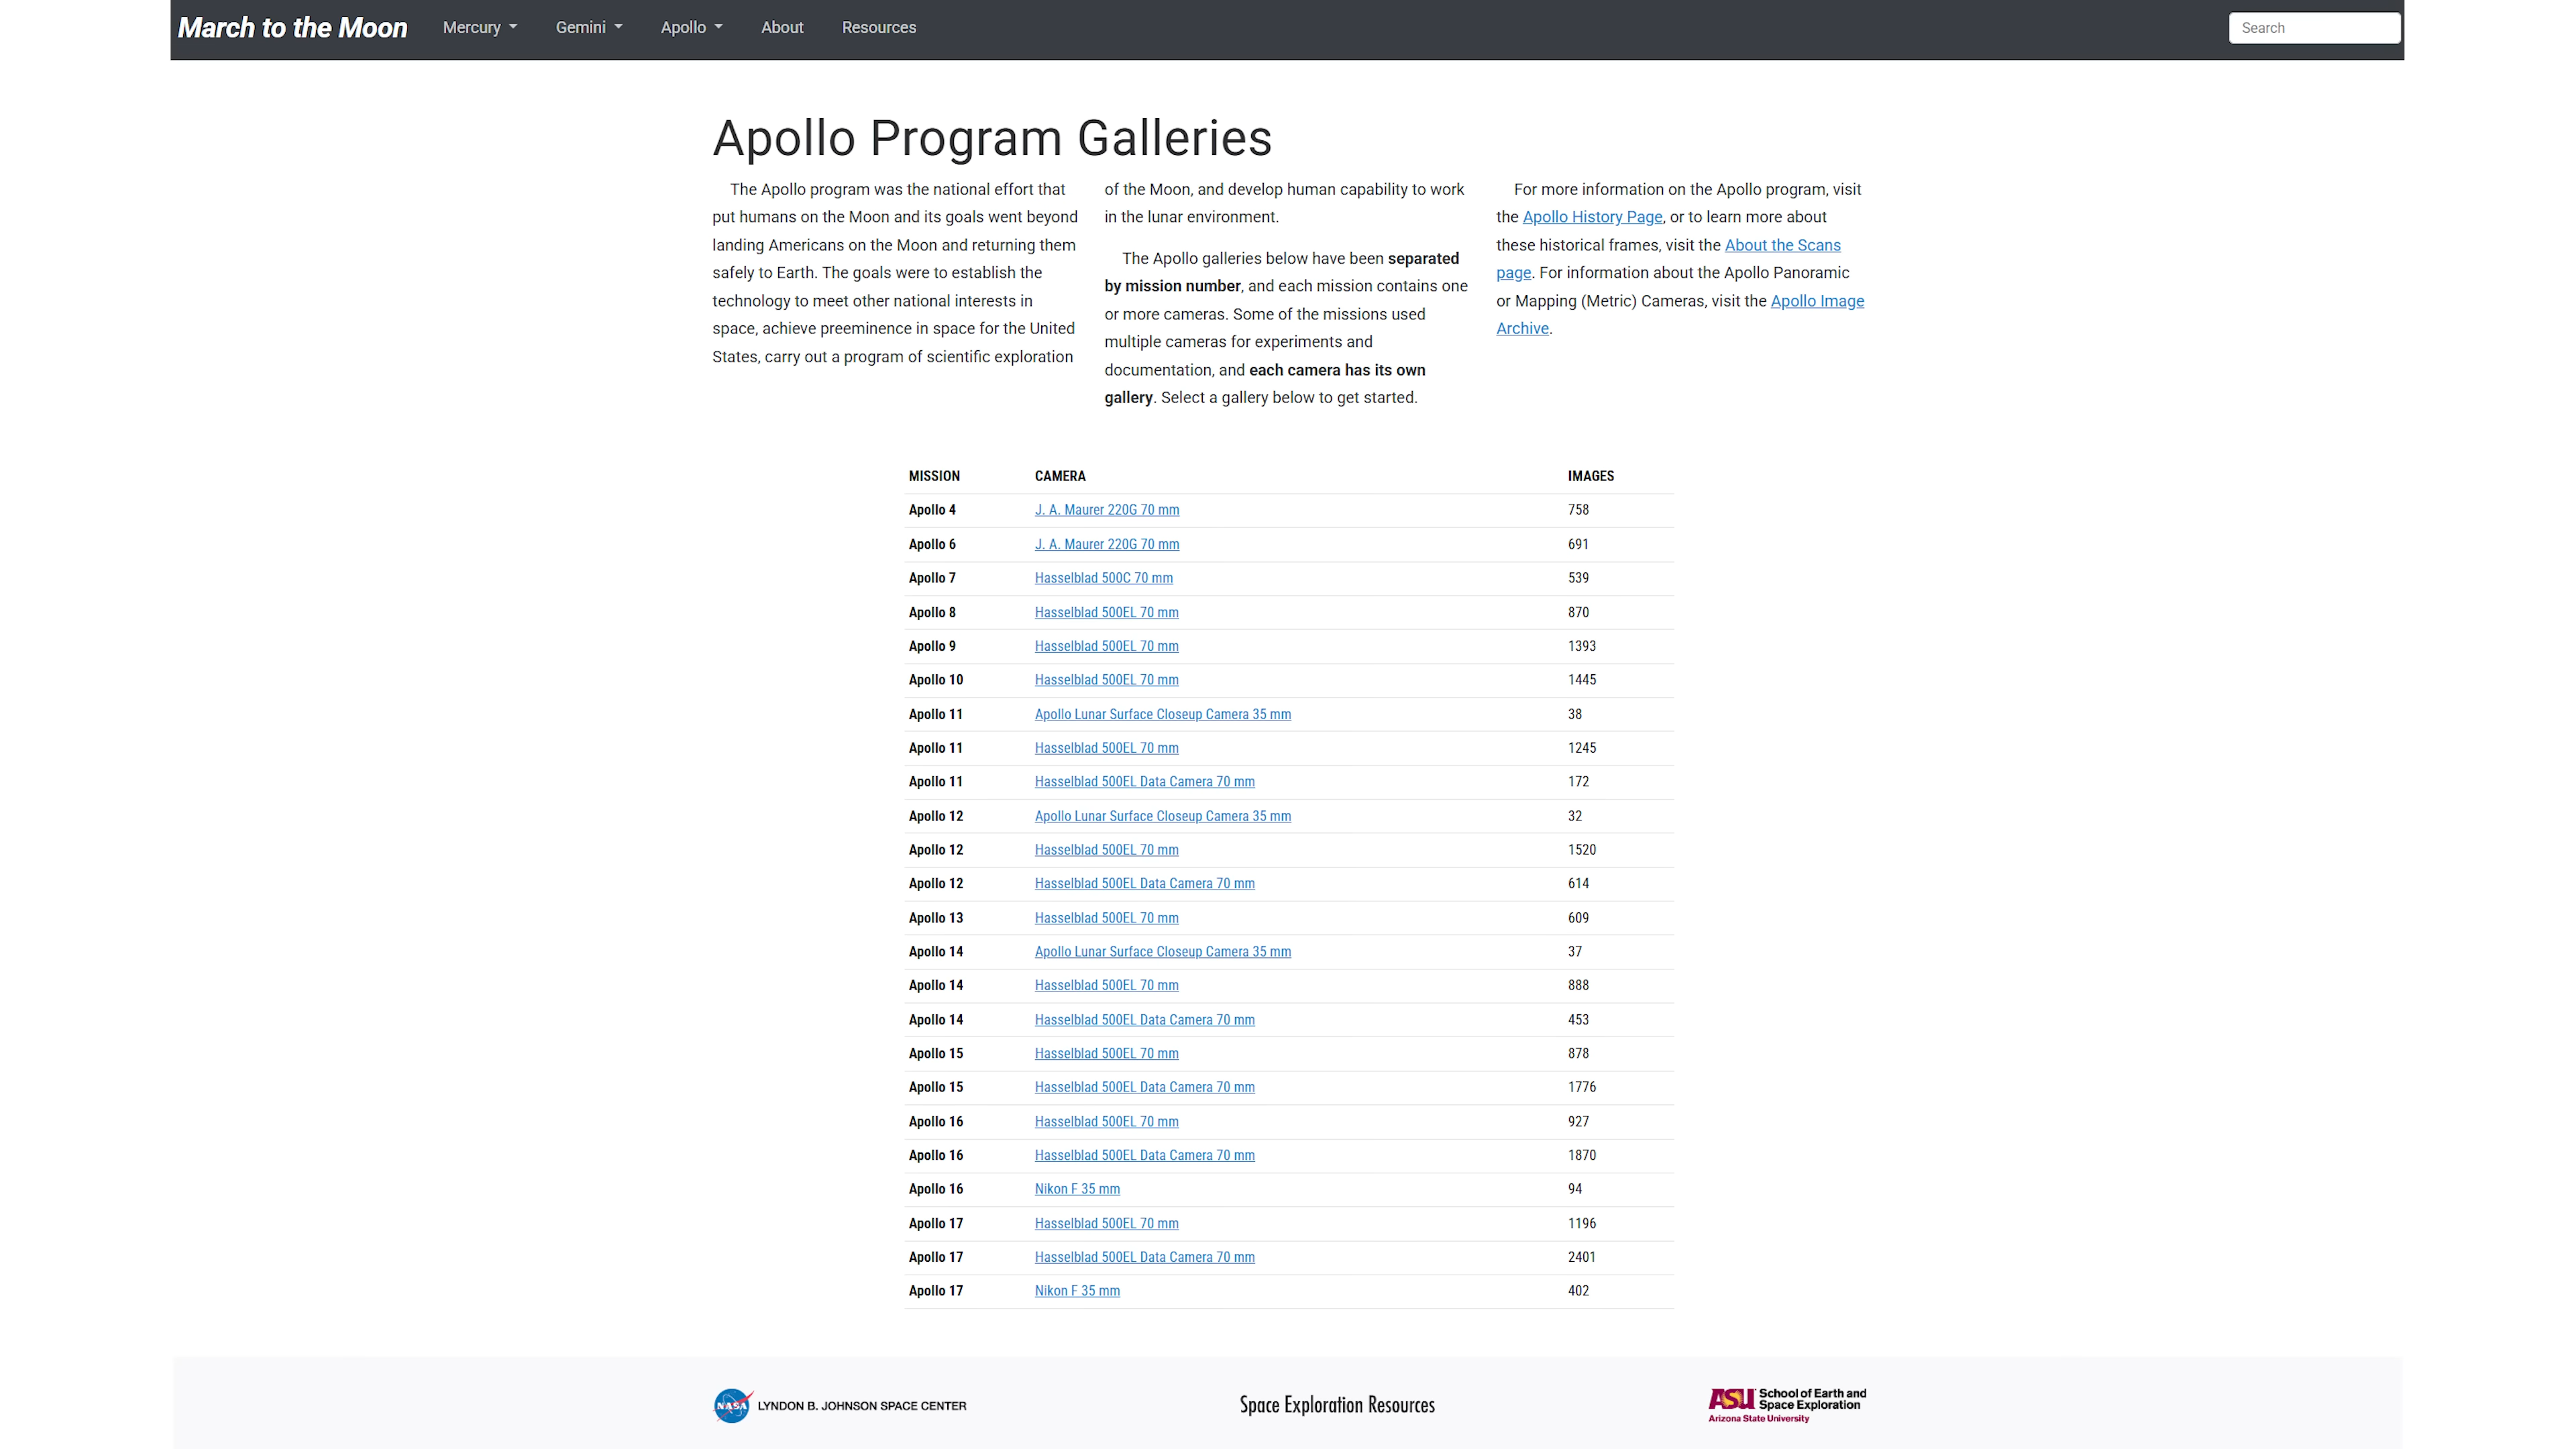 March to the Moon Mercury Gemini Apollo About Resources Search
Apollo Program Galleries
The Apollo program was the national effort that
put humans on the Moon and its goals went beyond
landing Americans on the Moon and returning them
safely to Earth. The goals were to establish the
technology to meet other national interests in
space, achieve preeminence in space for the United
States, carry out a program of scientific exploration
of the Moon, and develop human capability to work
in the lunar environment.
The Apollo galleries below have been separated
by mission number, and each mission contains one
or more cameras. Some of the missions used
multiple cameras for experiments and
documentation, and each camera has its own
gallery. Select a gallery below to get started.
For more information on the Apollo program, visit
the Apollo History Page, or to learn more about
these historical frames, visit the About the Scans
page. For information about the Apollo Panoramic
or Mapping (Metric) Cameras, visit the Apollo Image
Archive.
MISSION CAMERA IMAGES
Apollo 4 J. A. Maurer 220G 70 mm 758
Apollo 6 J. A. Maurer 220G 70 mm 691
Apollo 7 Hasselblad 500C 70 mm 539
Apollo 8 Hasselblad 500EL 70 mm 870
Apollo 9 Hasselblad 500EL 70 mm 1393
Apollo 10 Hasselblad 500EL 70 mm 1445
Apollo 11 Apollo Lunar Surface Closeup Camera 35 mm 38
Apollo 11 Hasselblad 500EL 70 mm 1245
Apollo 11 Hasselblad 500EL Data Camera 70 mm 172
Apollo 12 Apollo Lunar Surface Closeup Camera 35 mm 32
Apollo 12 Hasselblad 500EL 70 mm 1520
Apollo 12 Hasselblad 500EL Data Camera 70 mm 614
Apollo 13 Hasselblad 500EL 70 mm 609
Apollo 14 Apollo Lunar Surface Closeup Camera 35 mm 37
Apollo 14 Hasselblad 500EL 70 mm 888
Apollo 14 Hasselblad 500EL Data Camera 70 mm 453
Apollo 15 Hasselblad 500EL 70 mm 878
Apollo 15 Hasselblad 500EL Data Camera 70 mm 1776
Apollo 16 Hasselblad 500EL 70 mm 927
Apollo 16 Hasselblad 500EL Data Camera 70 mm 1870
Apollo 16 Nikon F 35 mm 94
Apollo 17 Hasselblad 500EL 70 mm 1196
Apollo 17 Hasselblad 500EL Data Camera 70 mm 2401
Apollo 17 Nikon F 35 mm 402
NASA LYNDON B. JOHNSON SPACE CENTER
Space Exploration Resources
ASU School of Earth and
Space Exploration
Arizona State University